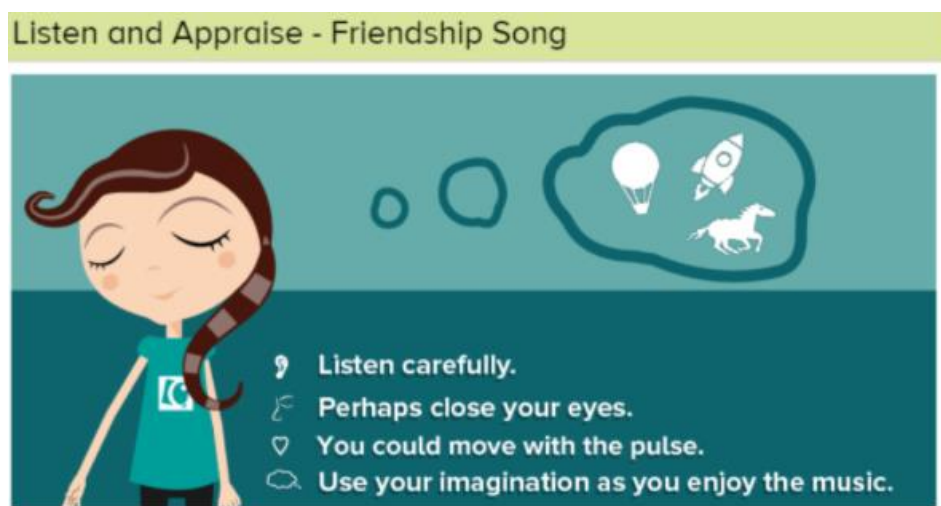 Listen and Appraise - Friendship Song
Listen carefully.
Perhaps close your eyes.
You could move with the pulse.
Use your imagination as you enjoy the music.